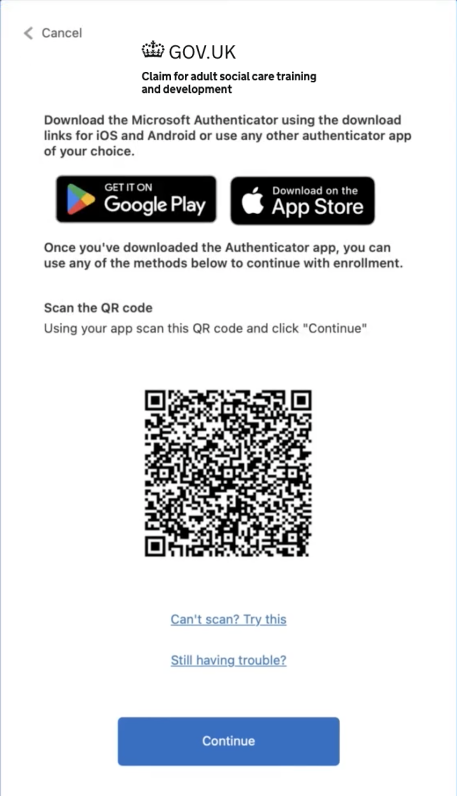 Cancel
GOV.UK
Claim for adult social care training
and development
Download the Microsoft Authenticator using the download
links for iOS and Android or use any other authenticator app
of your choice.
GET IT ON
Google Play
Download on the
App Store
Once you've downloaded the Authenticator app, you can
use any of the methods below to continue with enrollment.
Scan the QR code
Using your app scan this QR code and click "Continue"
Can't scan? Try this
Still having trouble?
Continue